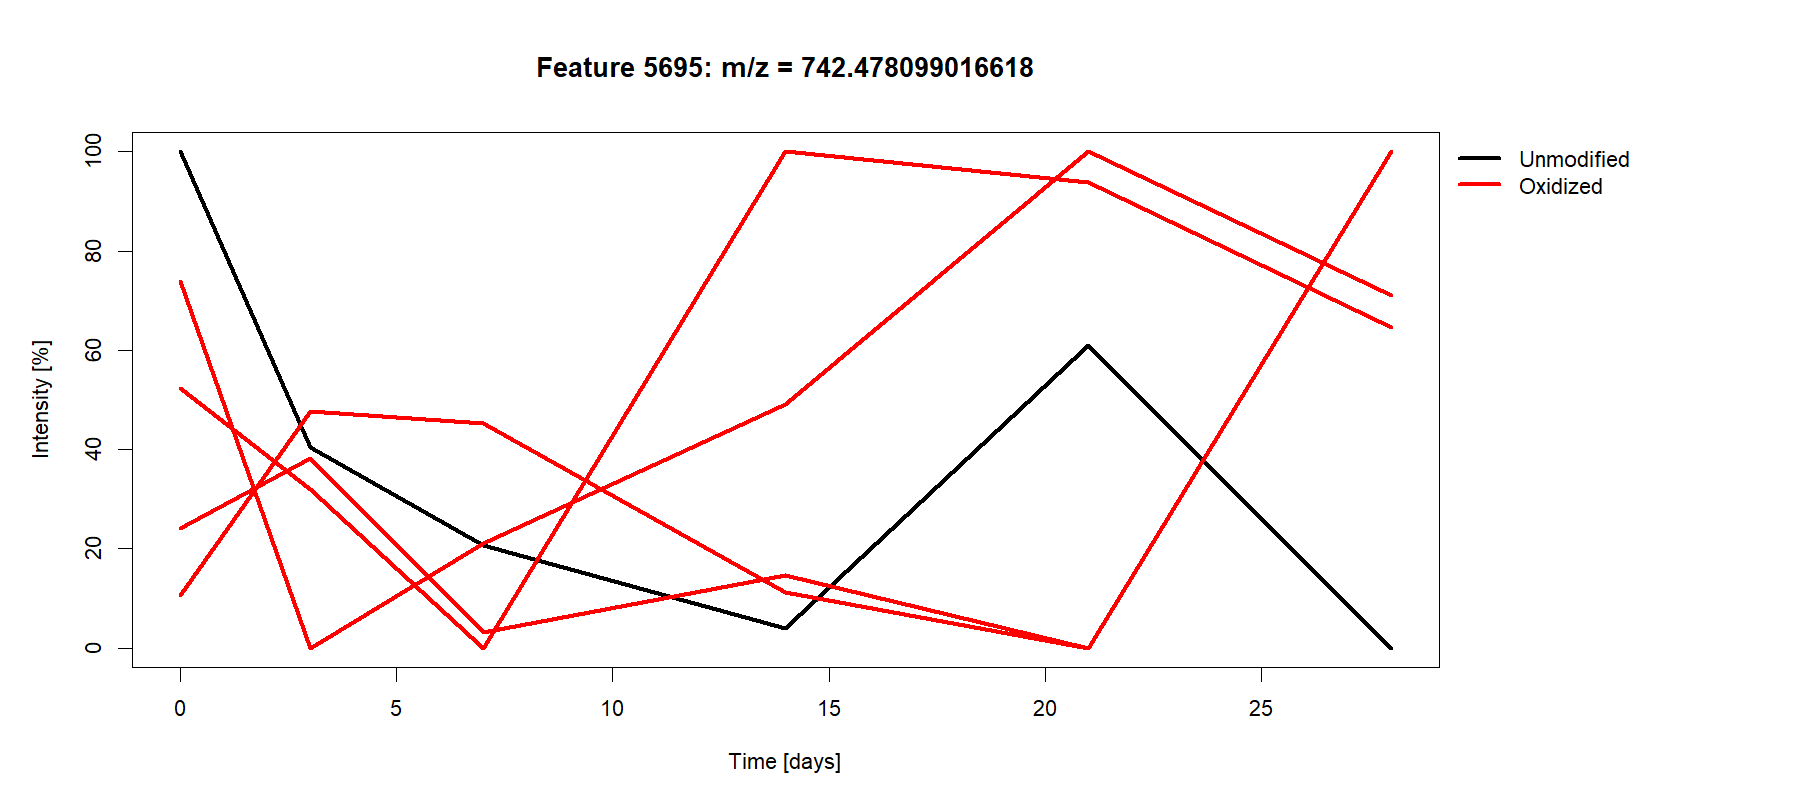 Feature 5695: m/z = 742.478099016618
Unmodified
Oxidized
Intensity [%]
100
80
60
40
20
0
0 5 10 15 20 25
Time [days]